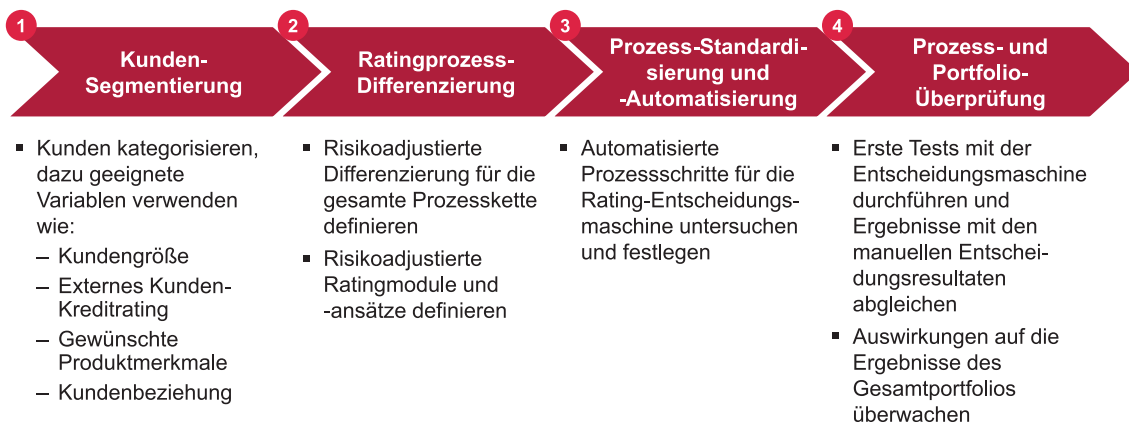 1
Kunden-
Segmentierung
2
Ratingprozess-
Differenzierung
3
Prozess-Standardi-
sierung und
-Automatisierung
4
Prozess- und
Portfolio-
Überprüfung
▪ Kunden kategorisieren,
dazu geeignete
Variablen verwenden
wie:
– Kundengröße
– Externes Kunden-
Kreditrating
– Gewünschte
Produktmerkmale
– Kundenbeziehung
▪ Risikoadjustierte
Differenzierung für die
gesamte Prozesskette
definieren
▪ Risikoadjustierte
Ratingmodule und
-ansätze definieren
▪ Automatisierte
Prozessschritte für die
Rating-Entscheidungs-
maschine untersuchen
und festlegen
▪ Erste Tests mit der
Entscheidungsmaschine
durchführen und
Ergebnisse mit den
manuellen Entschei-
dungsresultaten
abgleichen
▪ Auswirkungen auf die
Ergebnisse des
Gesamtportfolios
überwachen